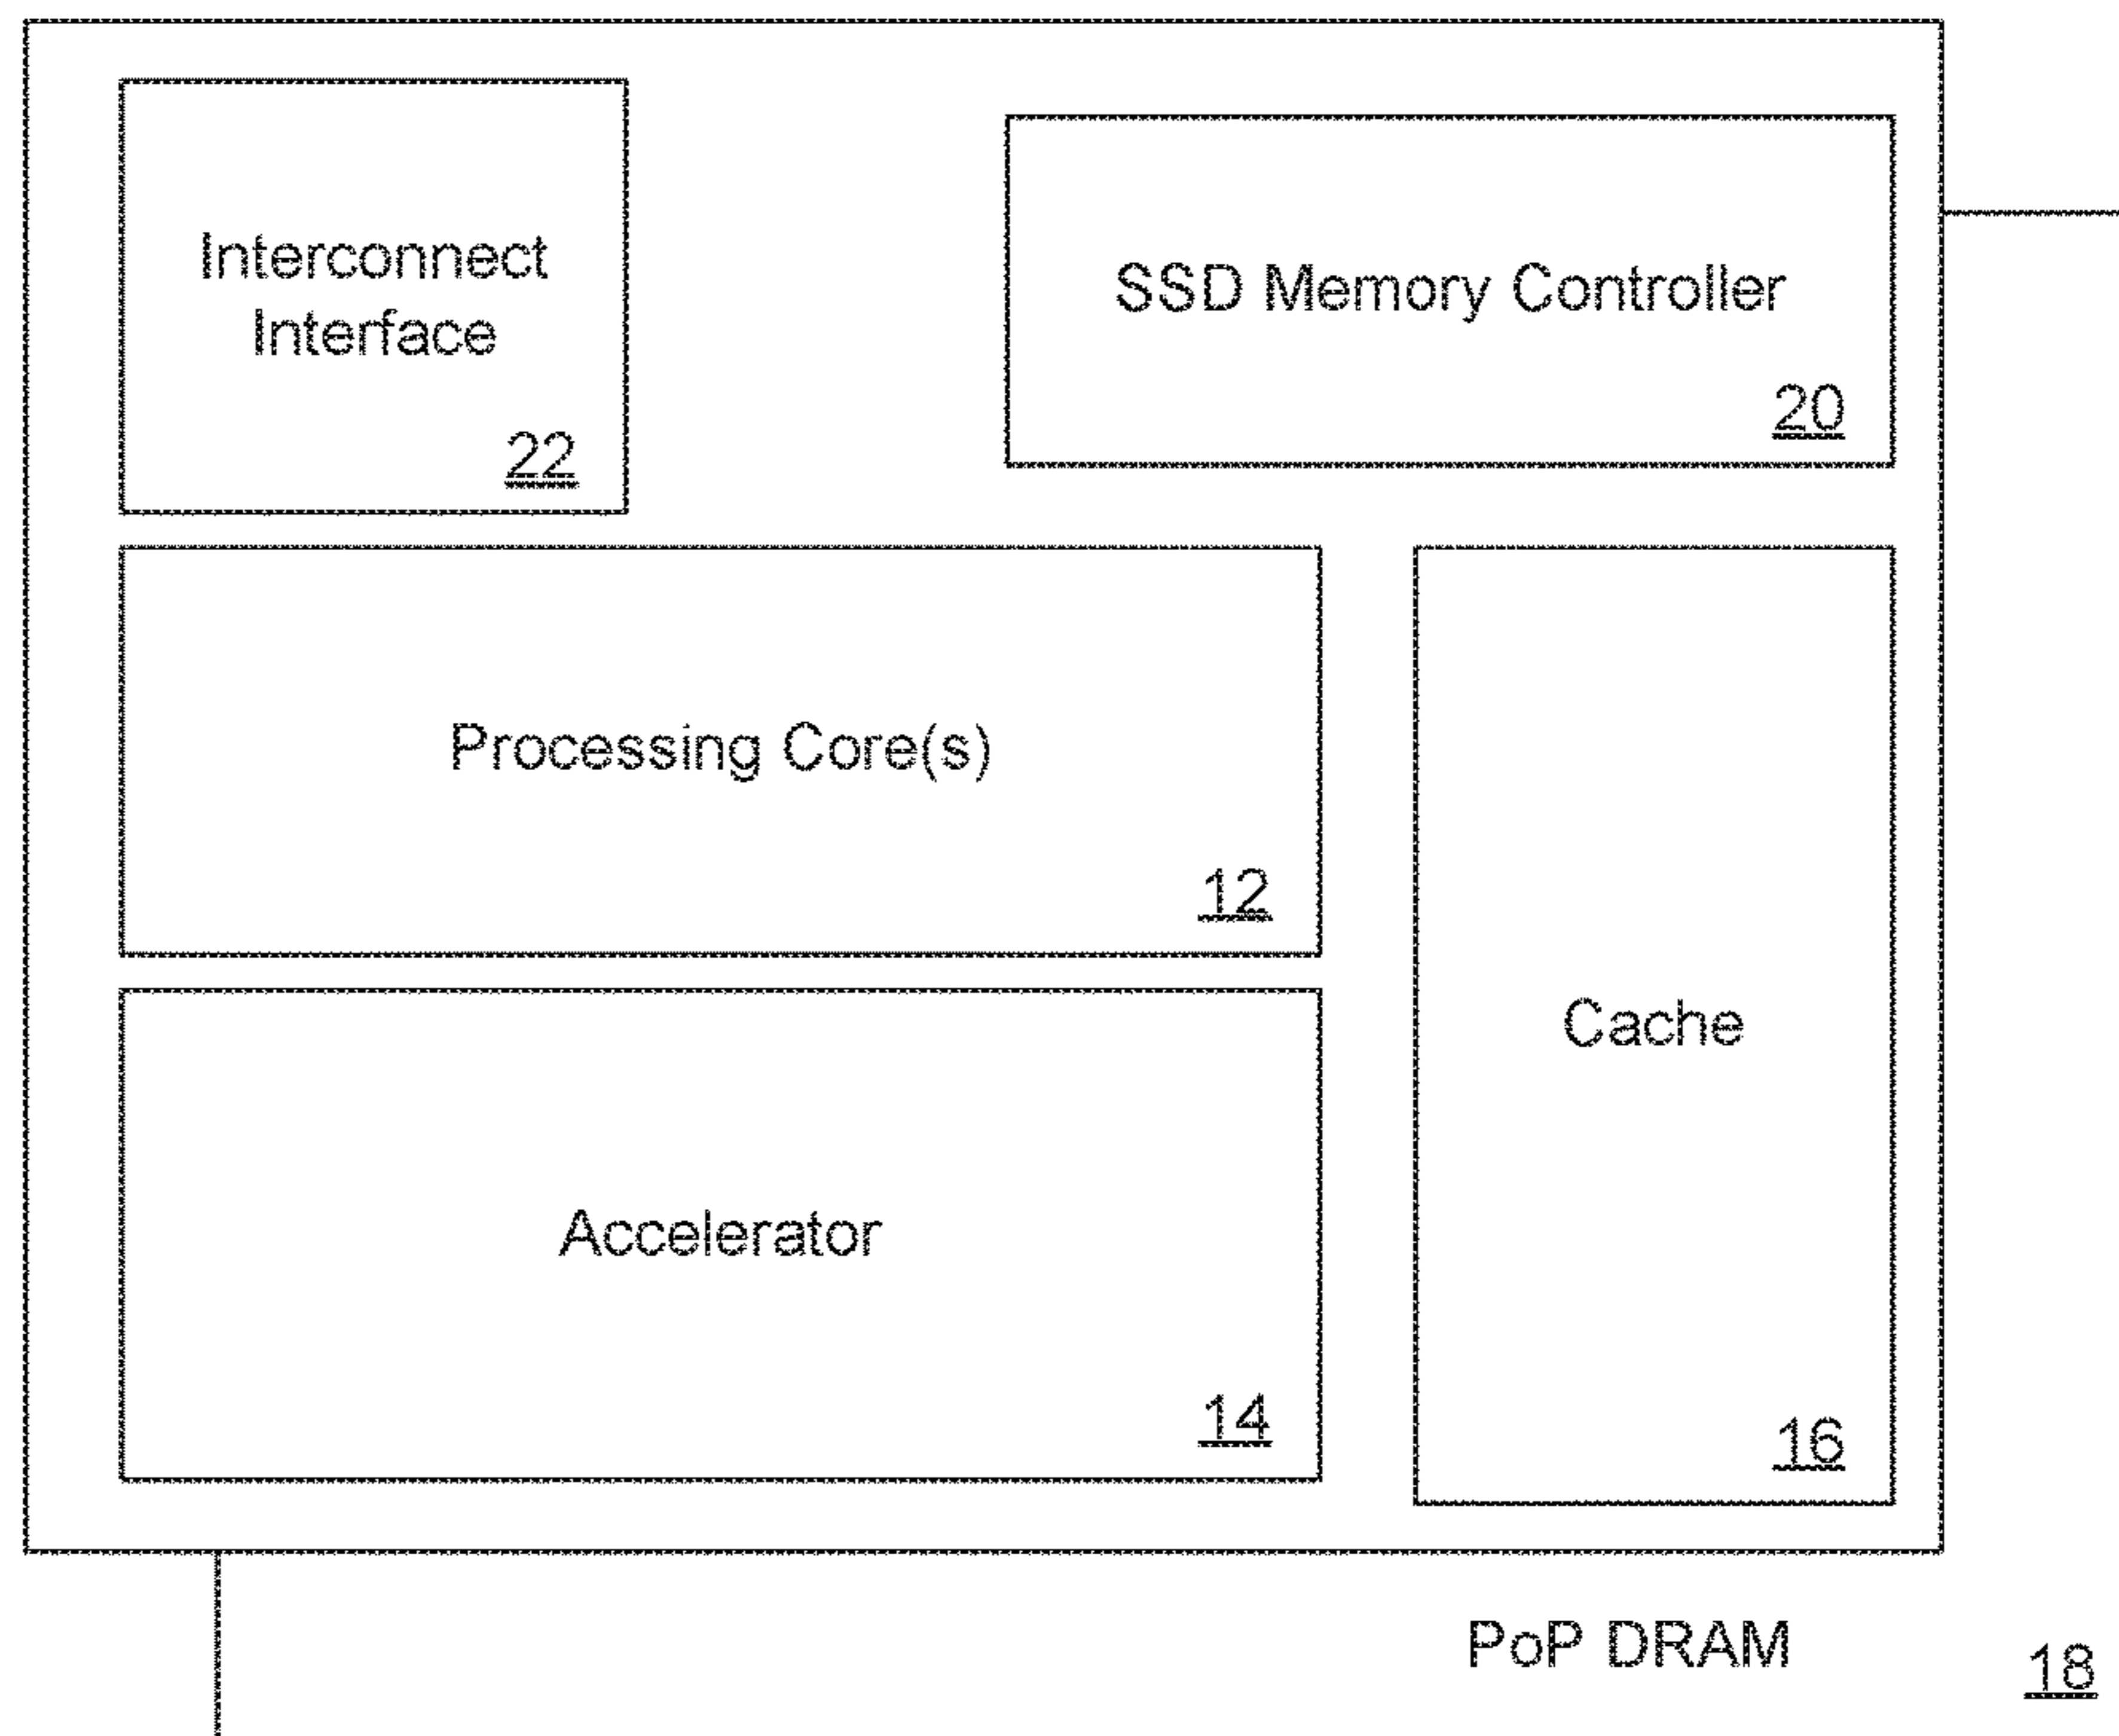 Interconnect
Interface
22
SSD Memory Controller
20
Processing Core(s)
12
Cache
16
Accelerator
14
PoP DRAM
18